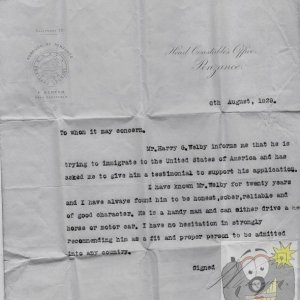 Head Constable's Office,
Penzance.
6th August, 1929.
To whom it may concern.
Mr. Harry G. Welby informs me that he is
trying to immigrate to the United States of America and has
asked me to give him a testimonial to support his application.
I have known Mr. Welby for twenty years
and I have always found him to be honest, sober, reliable and
of good character. He is a handy man and can either drive a
horse or motor car. I have no hesitation in strongly
recommending him as a fit and proper person to be admitted
into any country.
Signed